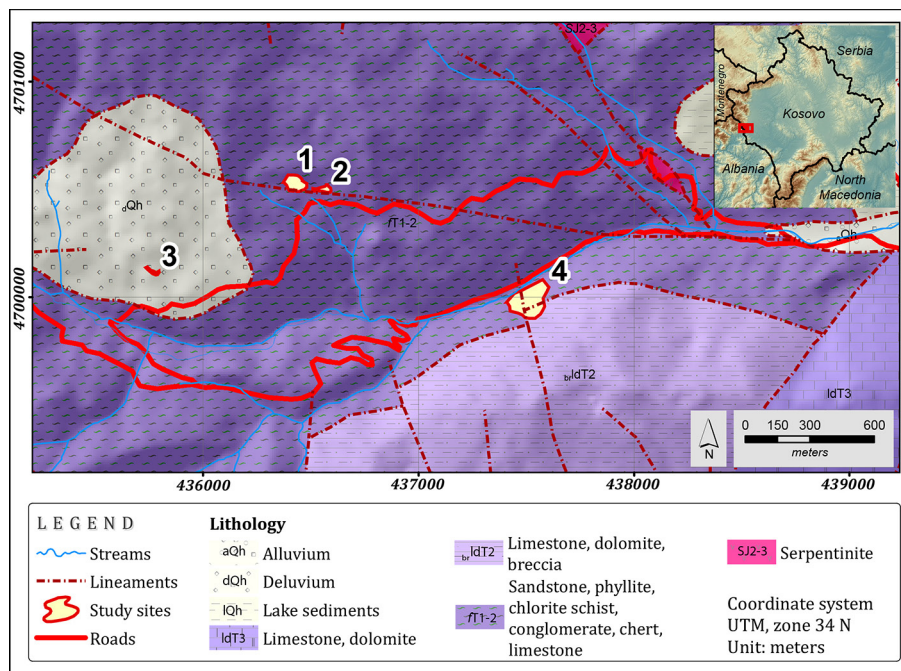 SJ2-3
4701000
4700000
dQh
1
2
3
4
fT1-2
aQh
brldT2
ldT3
Serbia
Montenegro
Kosovo
Albania
North
Macedonia
N
0 150 300 600
meters
436000 437000 438000 439000
LEGEND
Streams
Lineaments
Study sites
Roads
Lithology
aQh Alluvium
dQh Deluvium
lQh Lake sediments
ldT3 Limestone, dolomite
brldT2 Limestone, dolomite,
breccia
fT1-2 Sandstone, phyllite,
chlorite schist,
conglomerate, chert,
limestone
SJ2-3 Serpentinite
Coordinate system
UTM, zone 34 N
Unit: meters